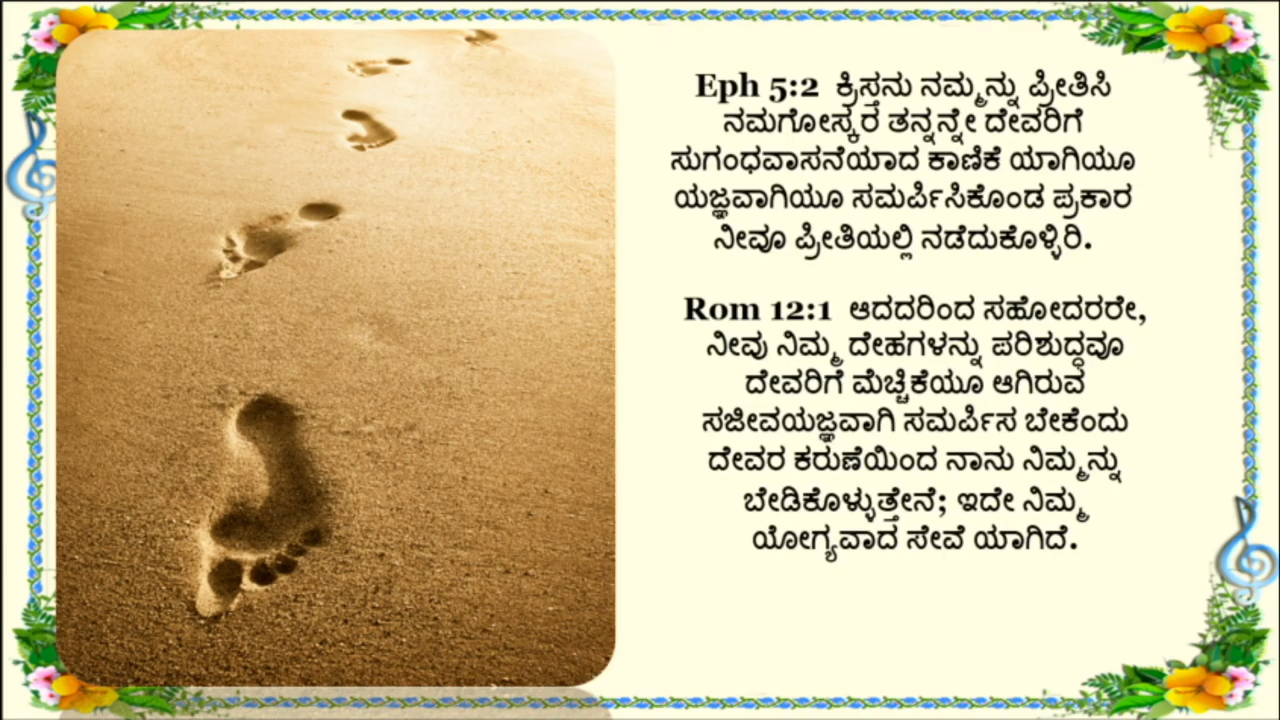 Eph 5:2 ಕ್ರಿಸ್ತನು ನಮ್ಮನ್ನು ಪ್ರೀತಿಸಿ
ನಮಗೋಸ್ಕರ ತನ್ನನ್ನೇ ದೇವರಿಗೆ
ಸುಗಂಧವಾಸನೆಯಾದ ಕಾಣಿಕೆ ಯಾಗಿಯೂ
ಯಜ್ಞವಾಗಿಯೂ ಸಮರ್ಪಿಸಿಕೊಂಡ ಪ್ರಕಾರ
ನೀವೂ ಪ್ರೀತಿಯಲ್ಲಿ ನಡೆದುಕೊಳ್ಳಿರಿ.
Rom 12:1 ಆದದರಿಂದ ಸಹೋದರರೇ,
ನೀವು ನಿಮ್ಮ ದೇಹಗಳನ್ನು ಪರಿಶುದ್ದವೂ
ದೇವರಿಗೆ ಮೆಚ್ಚಿಕೆಯೂ ಆಗಿರುವ
ಸಜೀವಯಜ್ಞವಾಗಿ ಸಮರ್ಪಿಸ ಬೇಕೆಂದು
ದೇವರ ಕರುಣೆಯಿಂದ ನಾನು ನಿಮ್ಮನ್ನು
ಬೇಡಿಕೊಳ್ಳುತ್ತೇನೆ; ಇದೇ ನಿಮ್ಮ
ಯೋಗ್ಯವಾದ ಸೇವೆ ಯಾಗಿದೆ.